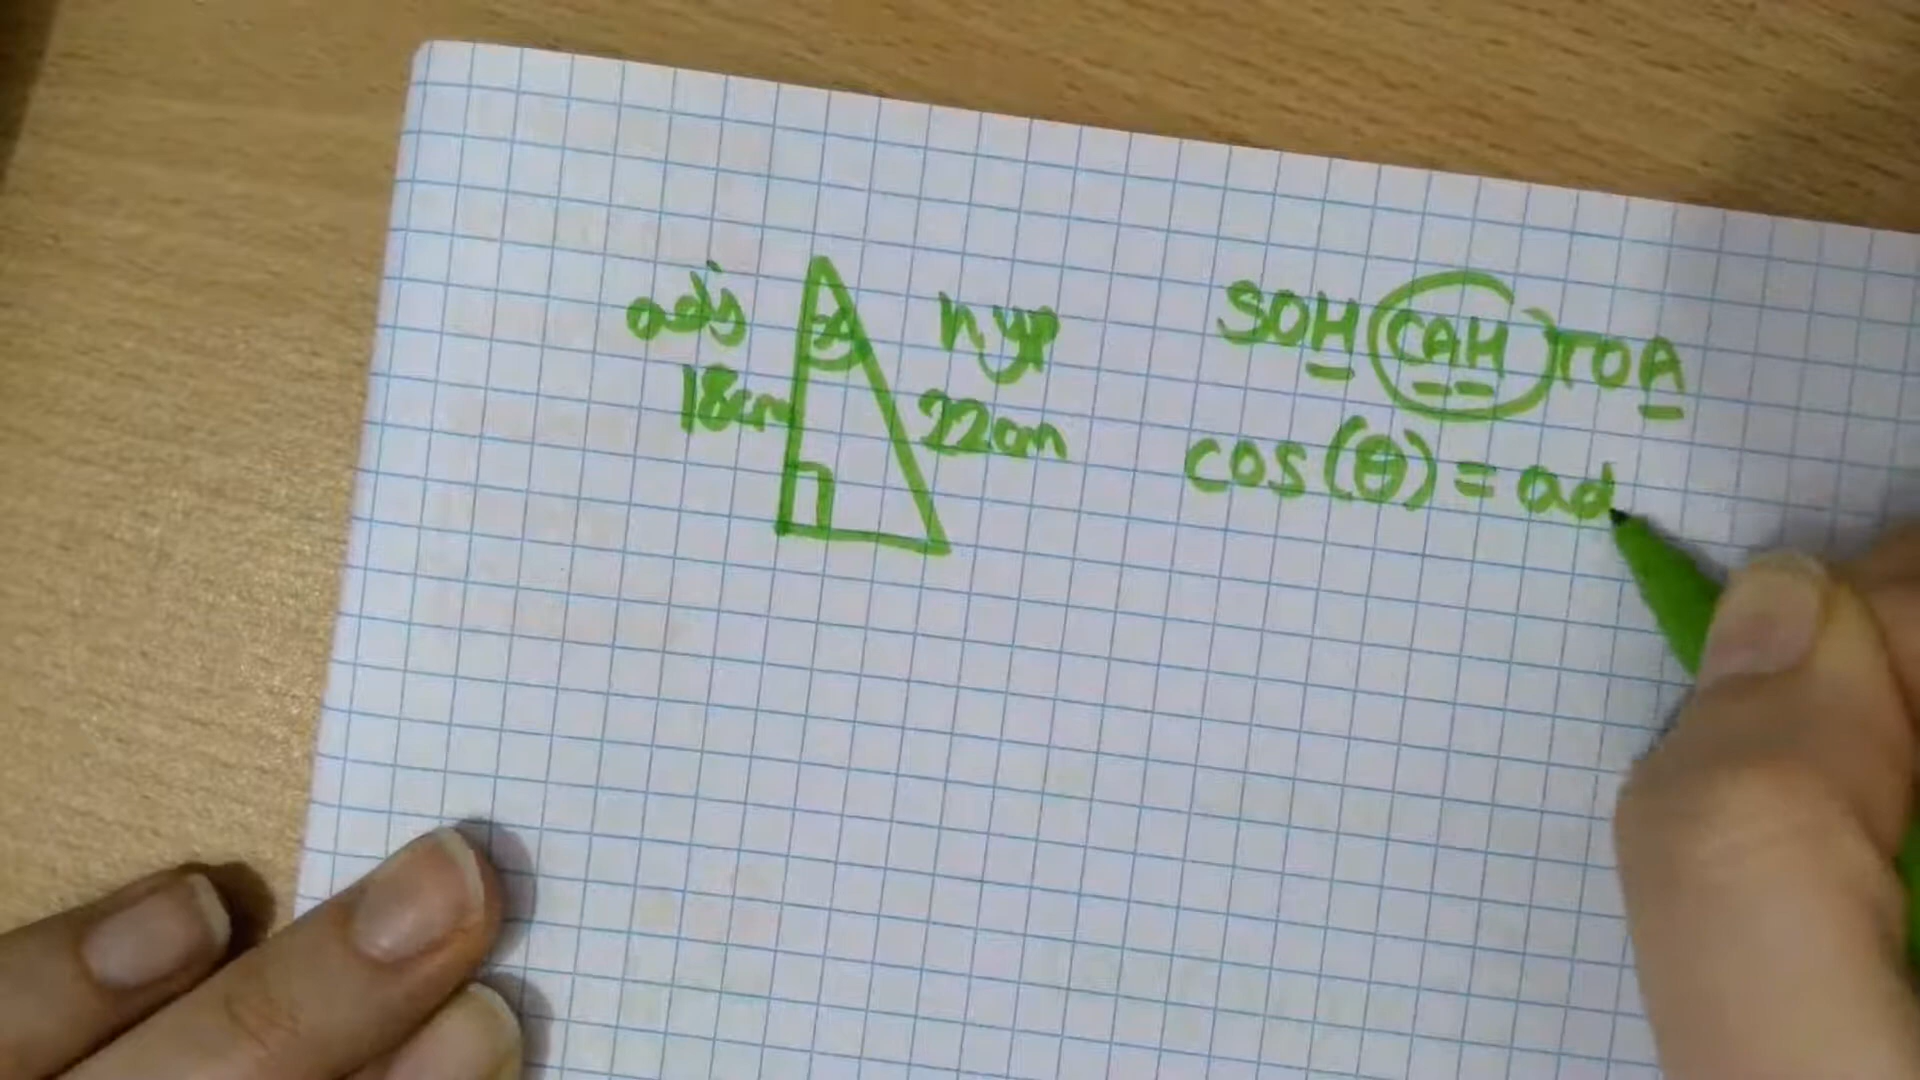 adj hyp
18cm 22cm
x
SOH CAH TOA
cos(θ) = ad